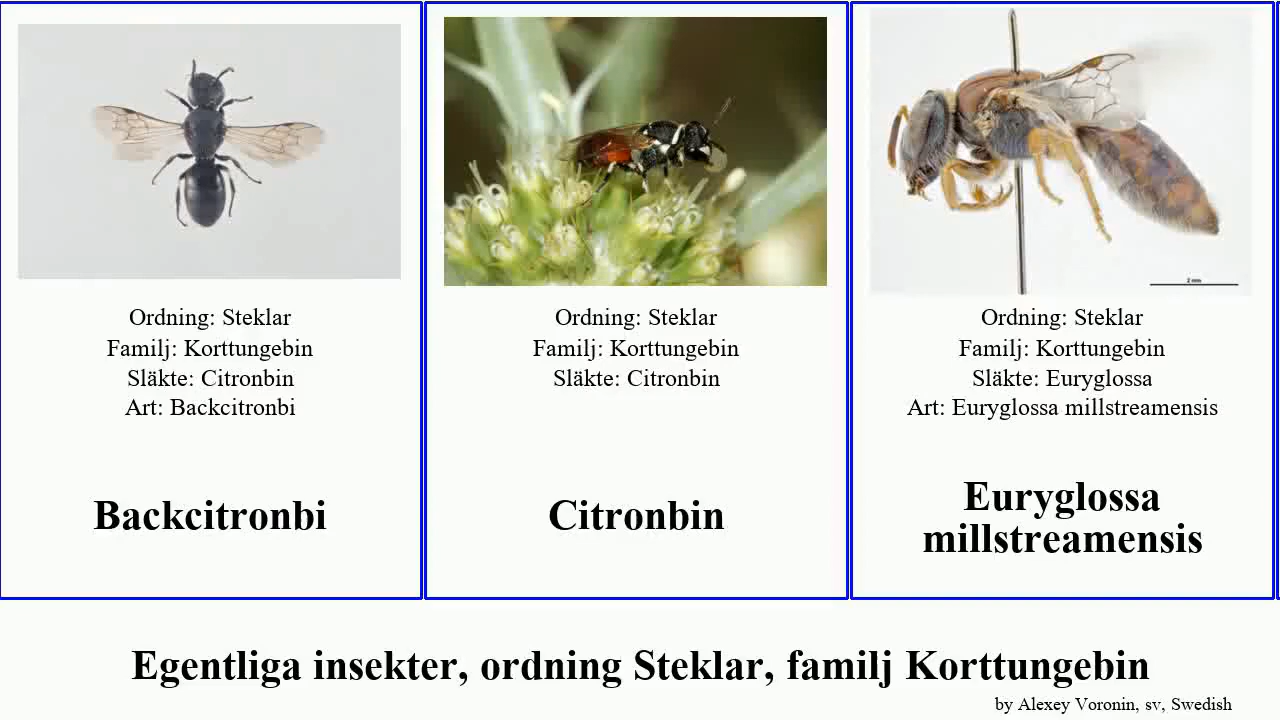 Ordning: Steklar
Familj: Korttungebin
Släkte: Citronbin
Art: Backcitronbi
Backcitronbi
Ordning: Steklar
Familj: Korttungebin
Släkte: Citronbin
Citronbin
2 mm
Ordning: Steklar
Familj: Korttungebin
Släkte: Euryglossa
Art: Euryglossa millstreamensis
Euryglossa
millstreamensis
Egentliga insekter, ordning Steklar, familj Korttungebin
by Alexey Voronin, sv, Swedish